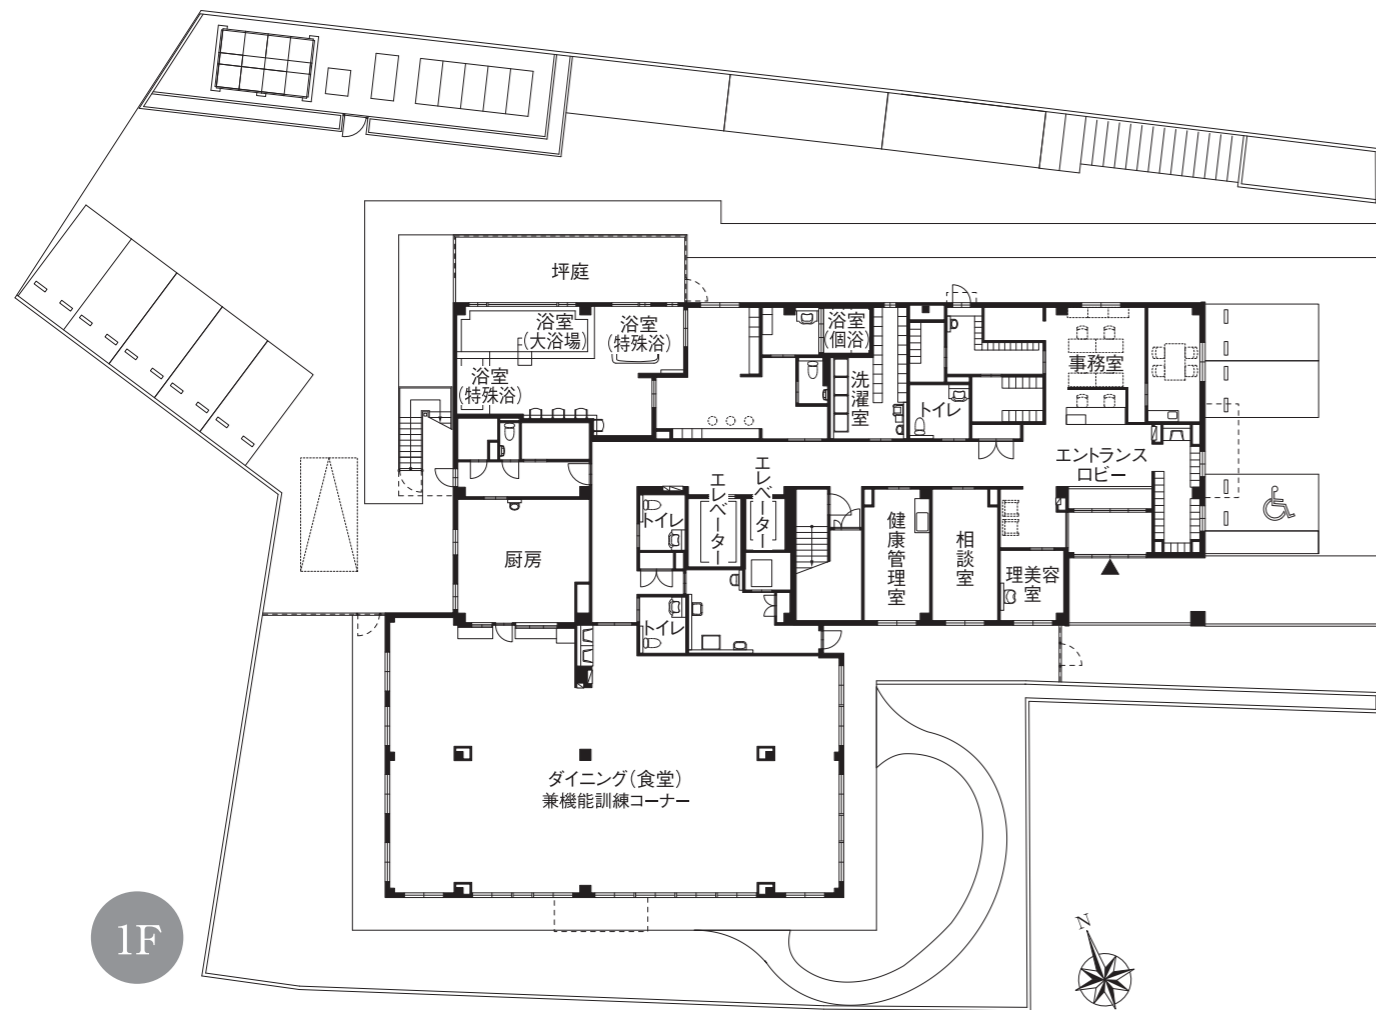 坪庭
浴室
(大浴場)
浴室
(特殊浴)
浴室
(個浴)
浴室
(特殊浴)
洗濯室
トイレ
事務室
エントランス
ロビー
エレベーター
エレベーター
トイレ
厨房
健康管理室
相談室
理美容
室
トイレ
ダイニング(食堂)
兼機能訓練コーナー
1F
N